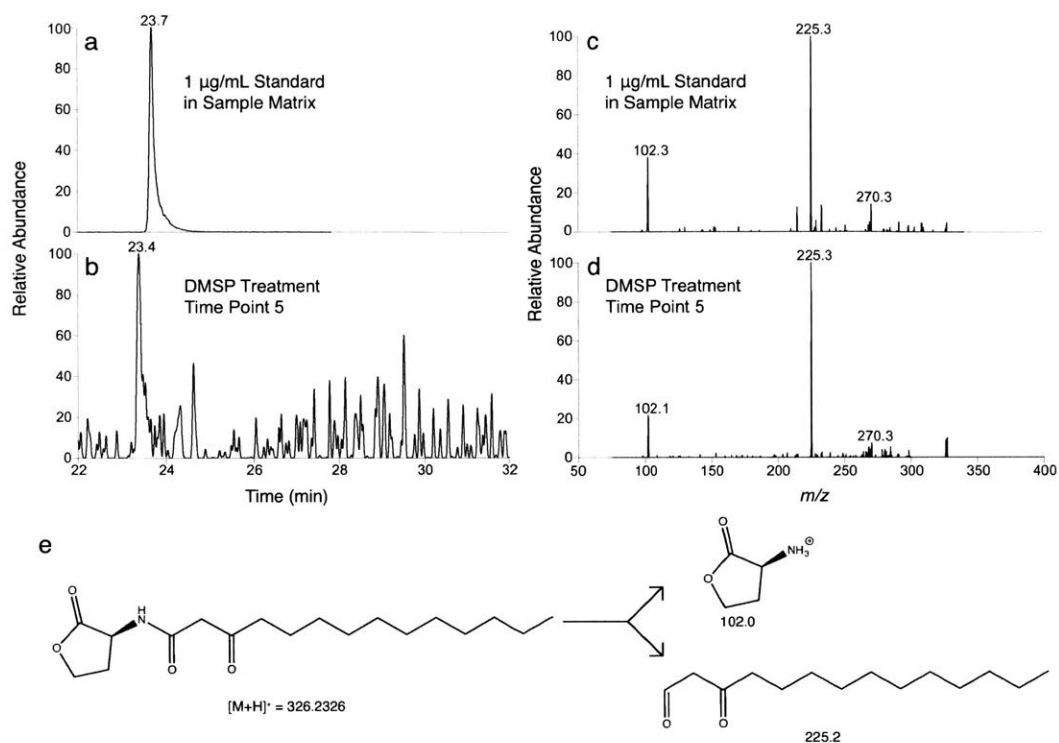 a
23.7
1 µg/mL Standard
in Sample Matrix
100
80
60
40
20
0
Relative Abundance
b
23.4
DMSP Treatment
Time Point 5
100
80
60
40
20
0
22
24
26
28
30
32
Time (min)
c
225.3
1 µg/mL Standard
in Sample Matrix
102.3
270.3
100
80
60
40
20
0
Relative Abundance
d
225.3
DMSP Treatment
Time Point 5
102.1
270.3
100
80
60
40
20
0
50
100
150
200
250
300
350
400
m/z
e
O
O
H
N
O
O
[M+H]+ = 326.2326
O
O
NH3⊕
102.0
O
O
225.2